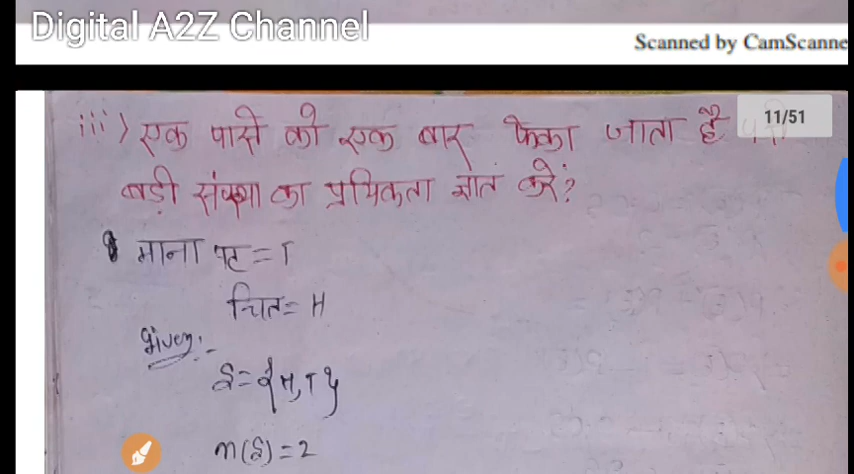 Digital A2Z Channel
Scanned by CamScanne
11/51
iii) एक पासे को एक बार फेका जाता है
बड़ी संख्या का प्रयिकता ज्ञात करें?
माना पट = T
चित = H
Given:-
S = {H, T}
n(S) = 2